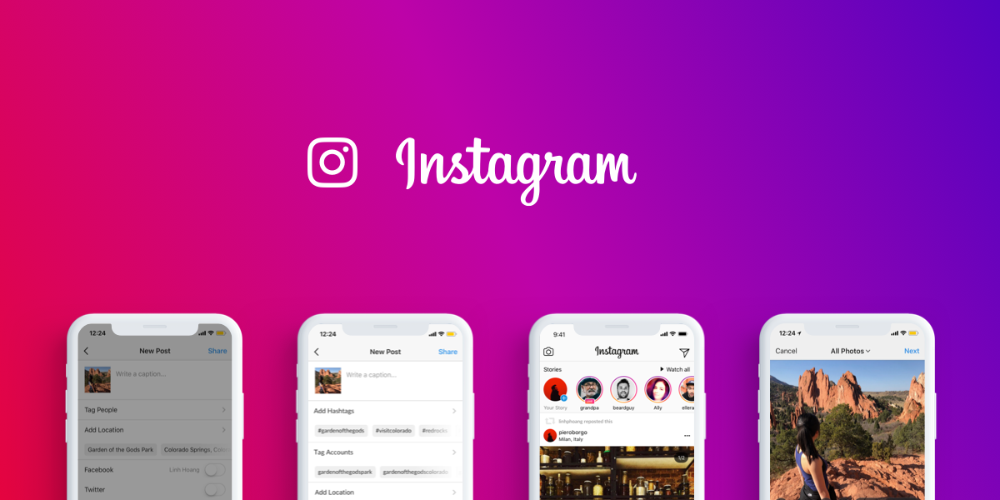 Instagram
12:24
New Post
Share
Write a caption...
Tag People
Add Location
Garden of the Gods Park
Colorado Springs, Co
Facebook
Linh Hoang
Twitter
12:24
New Post
Share
Write a caption...
Add Hashtags
#gardenofthegods
#visitcolorado
#redrocks
Tag Accounts
gardenofthegodspark
gardenofthegodscolorado
Add Location
9:41
Instagram
Stories
Watch all
Your Story
grandpa
beardguy
Ally
ellera
linhphoang reposted this
pieroborgo
Milan, Italy
1/2
12:24
Cancel
All Photos
Next